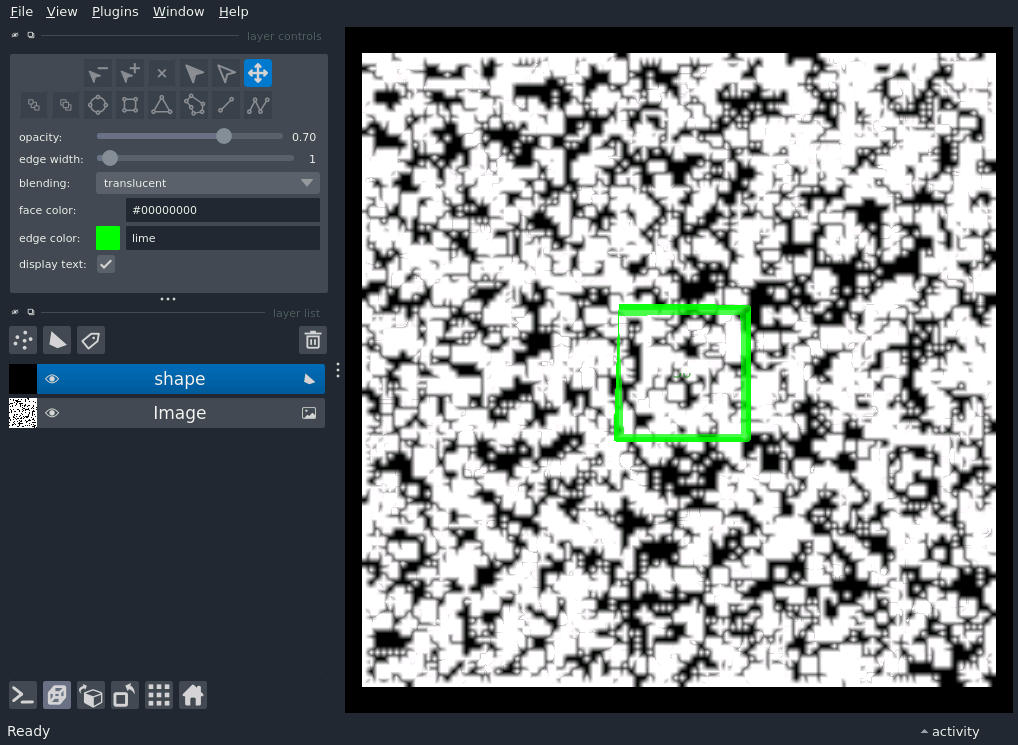 File View Plugins Window Help
layer controls
opacity: 0.70
edge width: 1
blending: translucent
face color: #00000000
edge color: lime
display text:
layer list
shape
Image
Ready
activity